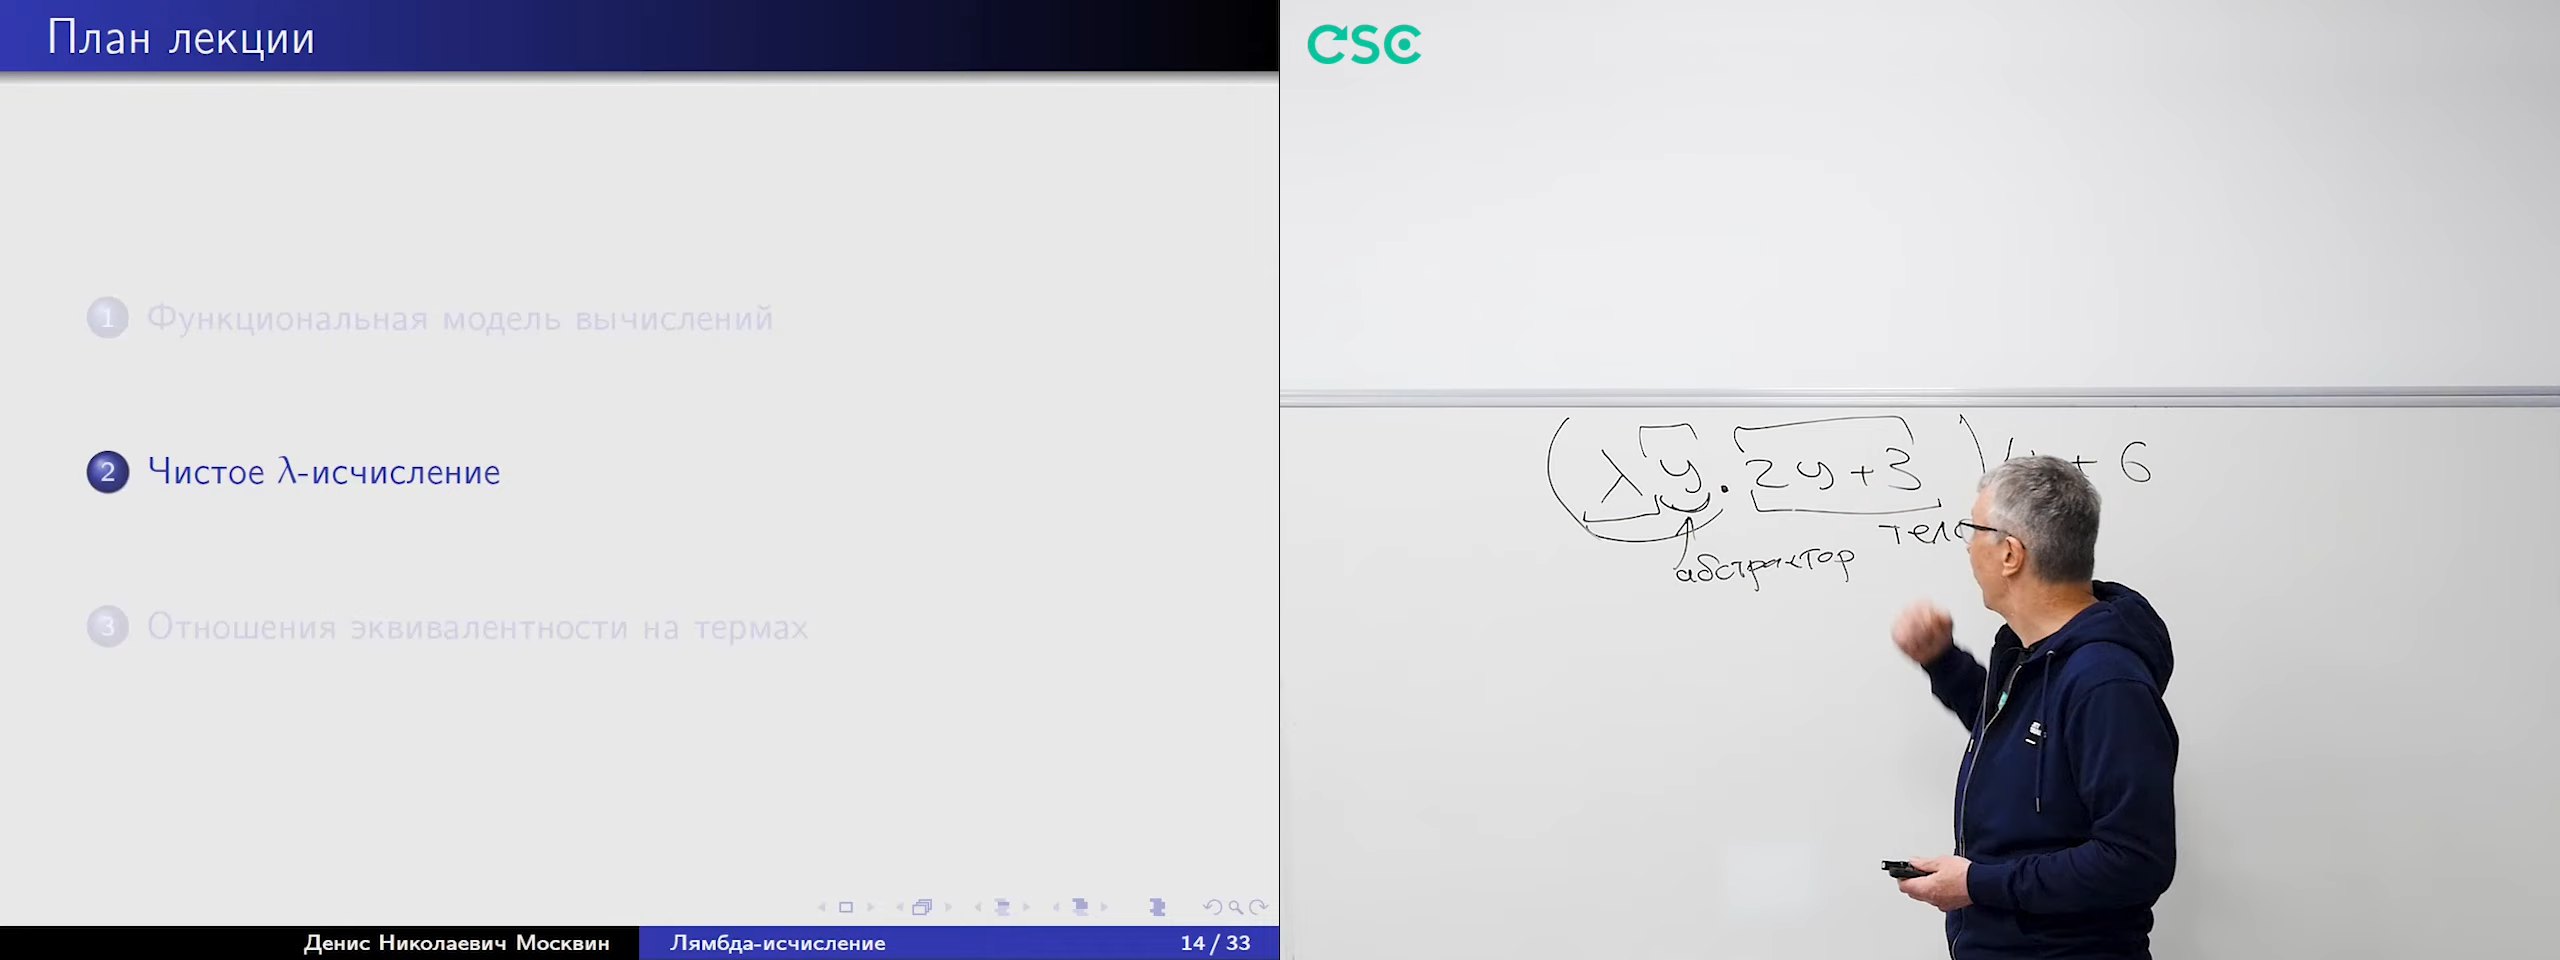 План лекции
1 Функциональная модель вычислений
2 Чистое λ-исчисление
3 Отношения эквивалентности на термах
Денис Николаевич Москвин
Лямбда-исчисление
14 / 33
CSC
(λ y . 2y+3) + 6
абстрактор